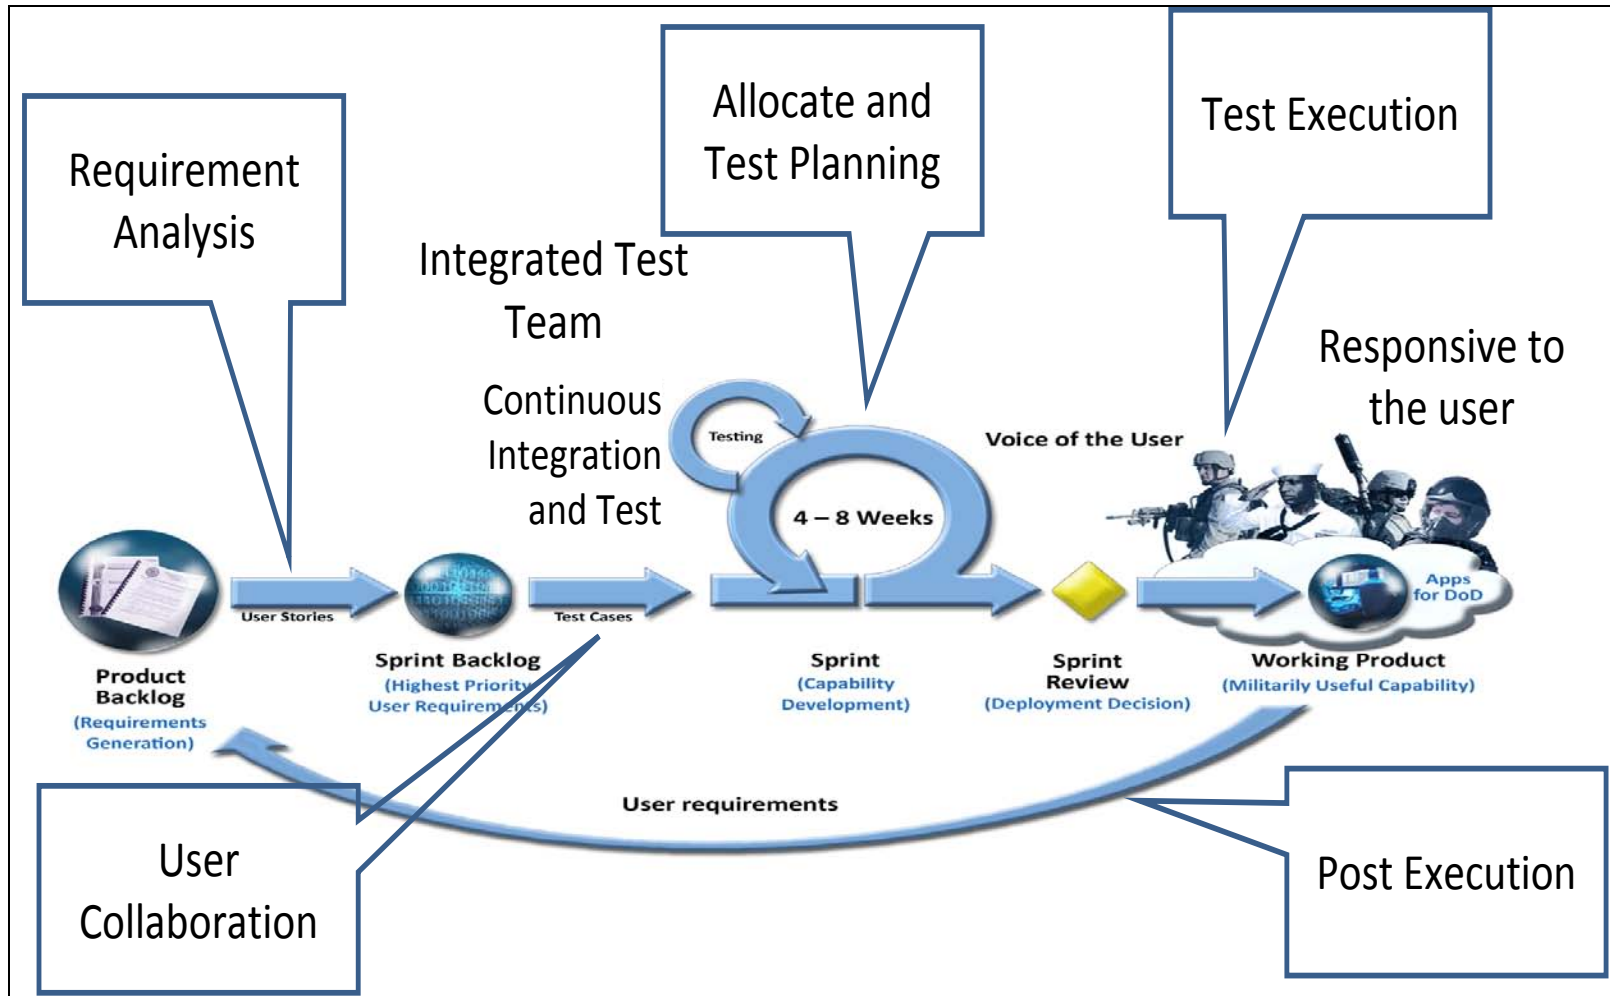 Requirement
Analysis
Allocate and
Test Planning
Test Execution
Integrated Test
Team
Continuous
Integration
and Test
Testing
4 – 8 Weeks
Voice of the User
Responsive to
the user
User Stories
Test Cases
Apps
for DoD
Product
Backlog
(Requirements
Generation)
Sprint Backlog
(Highest Priority
User Requirements)
Sprint
(Capability
Development)
Sprint
Review
(Deployment Decision)
Working Product
(Militarily Useful Capability)
User requirements
User
Collaboration
Post Execution